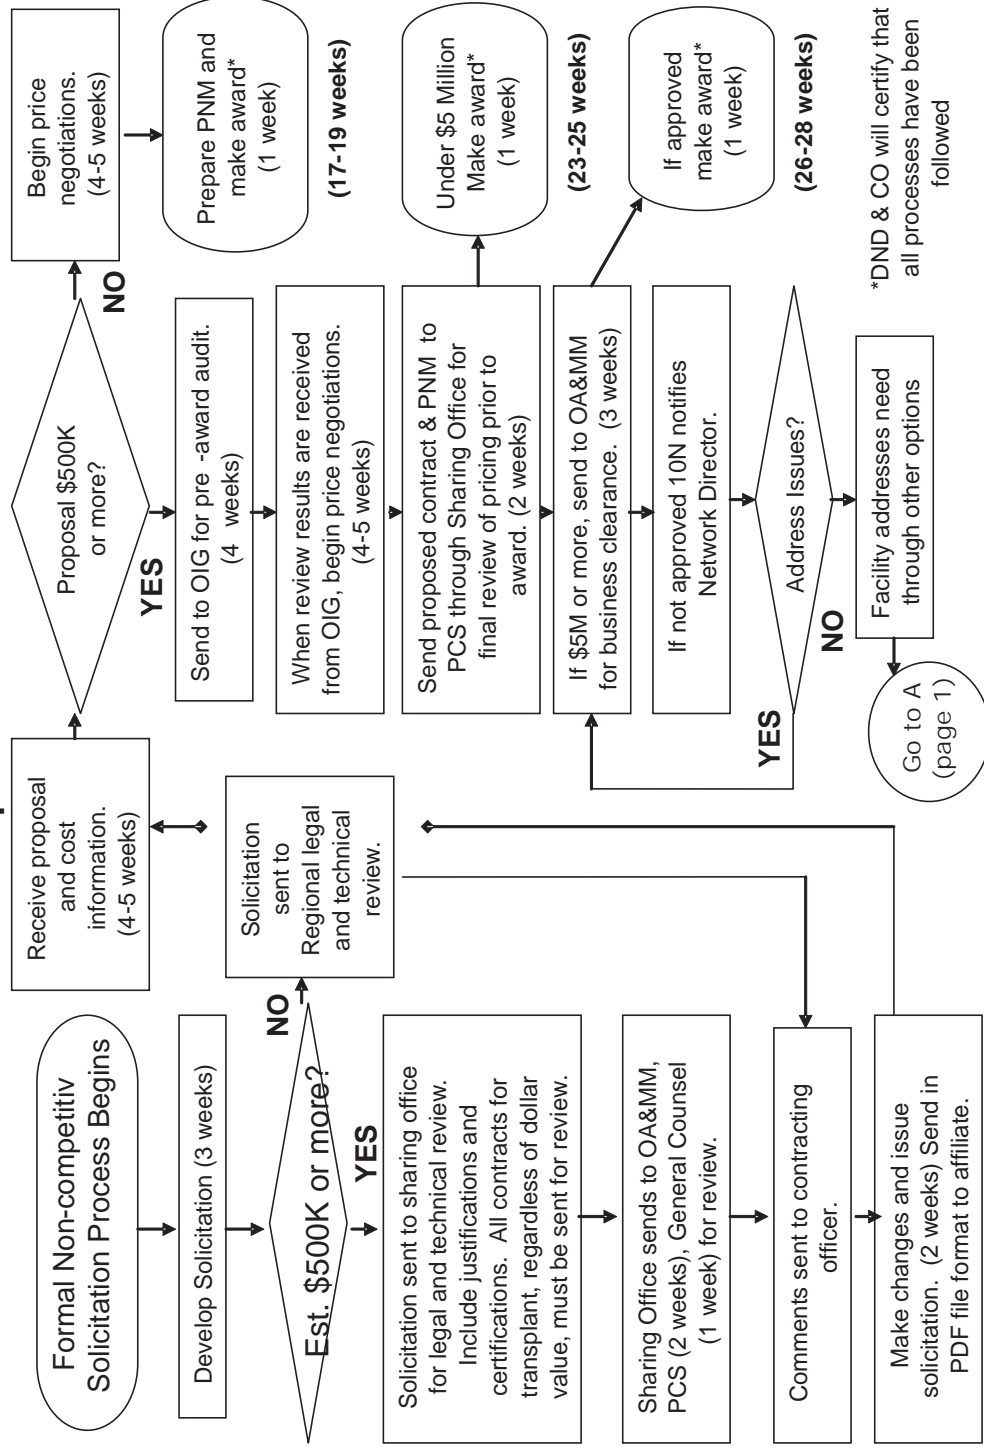 Formal Non-competitiv
Solicitation Process Begins
Develop Solicitation (3 weeks)
Est. $500K or more?
NO
YES
Solicitation sent to sharing office
for legal and technical review.
Include justifications and
certifications. All contracts for
transplant, regardless of dollar
value, must be sent for review.
Sharing Office sends to OA&MM,
PCS (2 weeks), General Counsel
(1 week) for review.
Comments sent to contracting
officer.
Make changes and issue
solicitation. (2 weeks) Send in
PDF file format to affiliate.
Solicitation
sent to
Regional legal
and technical
review.
Receive proposal
and cost
information.
(4-5 weeks)
Proposal $500K
or more?
NO
YES
Begin price
negotiations.
(4-5 weeks)
Prepare PNM and
make award*
(1 week)
(17-19 weeks)
Send to OIG for pre -award audit.
(4 weeks)
When review results are received
from OIG, begin price negotiations.
(4-5 weeks)
Send proposed contract & PNM to
PCS through Sharing Office for
final review of pricing prior to
award. (2 weeks)
Under $5 Million
Make award*
(1 week)
(23-25 weeks)
If $5M or more, send to OA&MM
for business clearance. (3 weeks)
If approved
make award*
(1 week)
(26-28 weeks)
If not approved 10N notifies
Network Director.
Address Issues?
YES
NO
Facility addresses need
through other options
Go to A
(page 1)
*DND & CO will certify that
all processes have been
followed